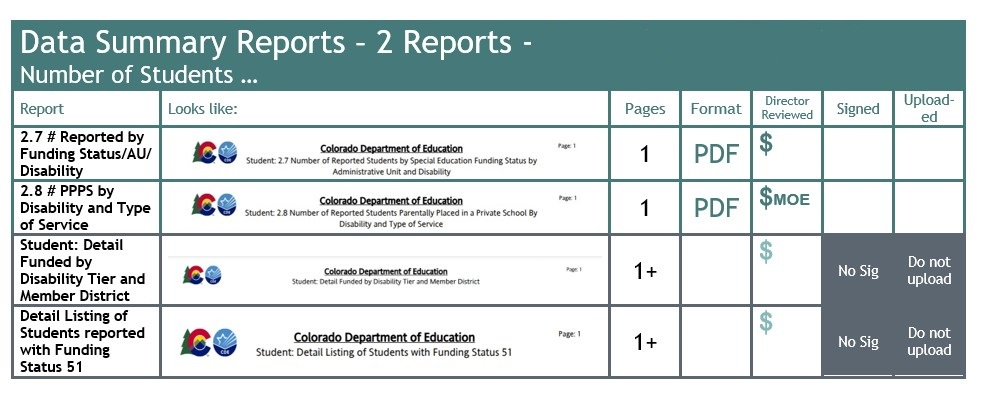 Data Summary Reports – 2 Reports -
Number of Students …
Report
Looks like:
Pages
Format
Director
Reviewed
Signed
Upload-
ed
2.7 # Reported by
Funding Status/AU/
Disability
Colorado Department of Education
Page: 1
Student: 2.7 Number of Reported Students by Special Education Funding Status by
Administrative Unit and Disability
1
PDF
$
2.8 # PPPS by
Disability and Type
of Service
Colorado Department of Education
Page: 1
Student: 2.8 Number of Reported Students Parentally Placed in a Private School By
Disability and Type of Service
1
PDF
$MOE
Student: Detail
Funded by
Disability Tier and
Member District
Colorado Department of Education
Page: 1
Student: Detail Funded by Disability Tier and Member District
1+
$
No Sig
Do not
upload
Detail Listing of
Students reported
with Funding
Status 51
Colorado Department of Education
Page: 1
Student: Detail Listing of Students with Funding Status 51
1+
$
No Sig
Do not
upload